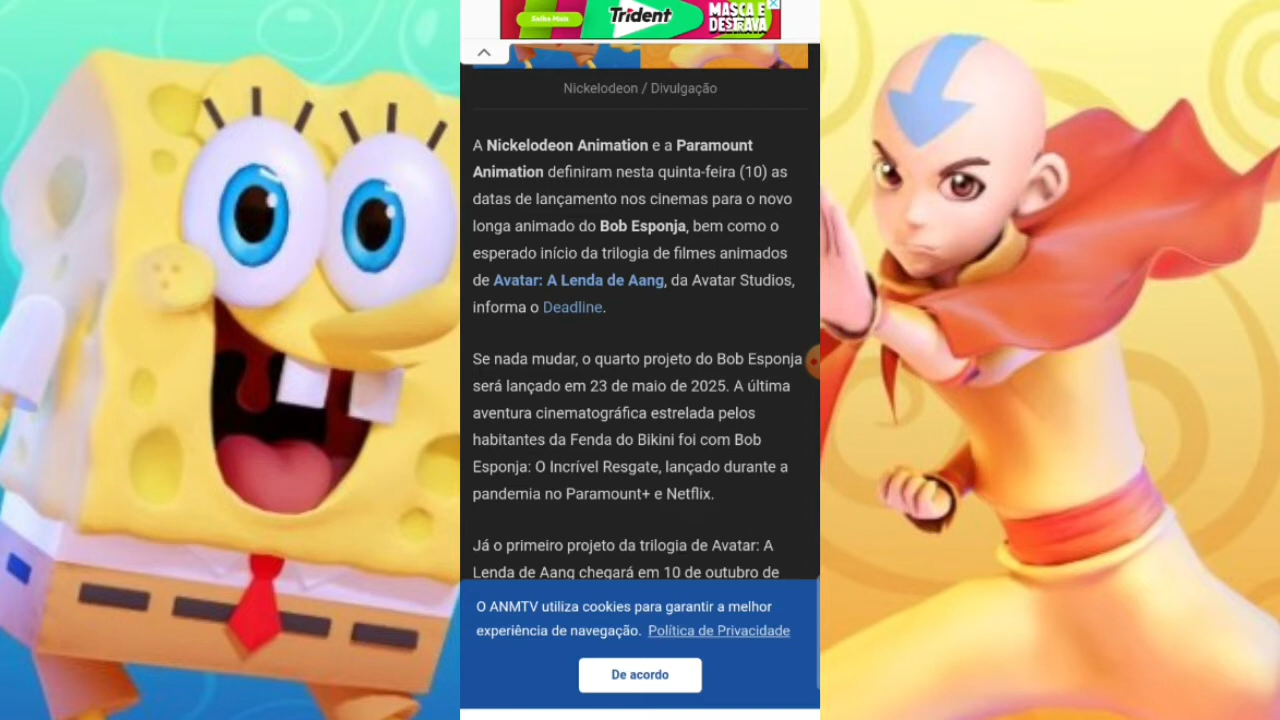 Saiba Mais
Trident
MASCA E
DESTRAVA
Nickelodeon / Divulgação
A Nickelodeon Animation e a Paramount
Animation definiram nesta quinta-feira (10) as
datas de lançamento nos cinemas para o novo
longa animado do Bob Esponja, bem como o
esperado início da trilogia de filmes animados
de Avatar: A Lenda de Aang, da Avatar Studios,
informa o Deadline.
Se nada mudar, o quarto projeto do Bob Esponja
será lançado em 23 de maio de 2025. A última
aventura cinematográfica estrelada pelos
habitantes da Fenda do Bikini foi com Bob
Esponja: O Incrível Resgate, lançado durante a
pandemia no Paramount+ e Netflix.
Já o primeiro projeto da trilogia de Avatar: A
Lenda de Aang chegará em 10 de outubro de
O ANMTV utiliza cookies para garantir a melhor
experiência de navegação. Política de Privacidade
De acordo